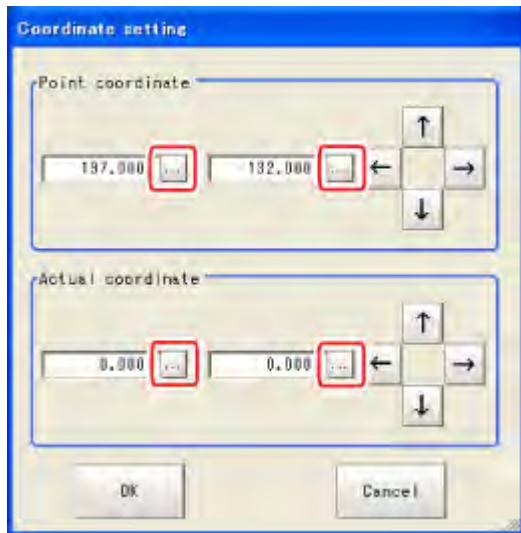 Coordinate setting
Point coordinate
197.000 ... 132.000 ...
↑
← →
↓
Actual coordinate
0.000 ... 0.000 ...
↑
← →
↓
OK Cancel